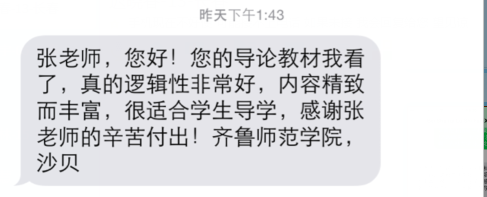 昨天下午1:43
张老师，您好！您的导论教材我看
了，真的逻辑性非常好，内容精致
而丰富，很适合学生导学，感谢张
老师的辛苦付出！齐鲁师范学院，
沙贝